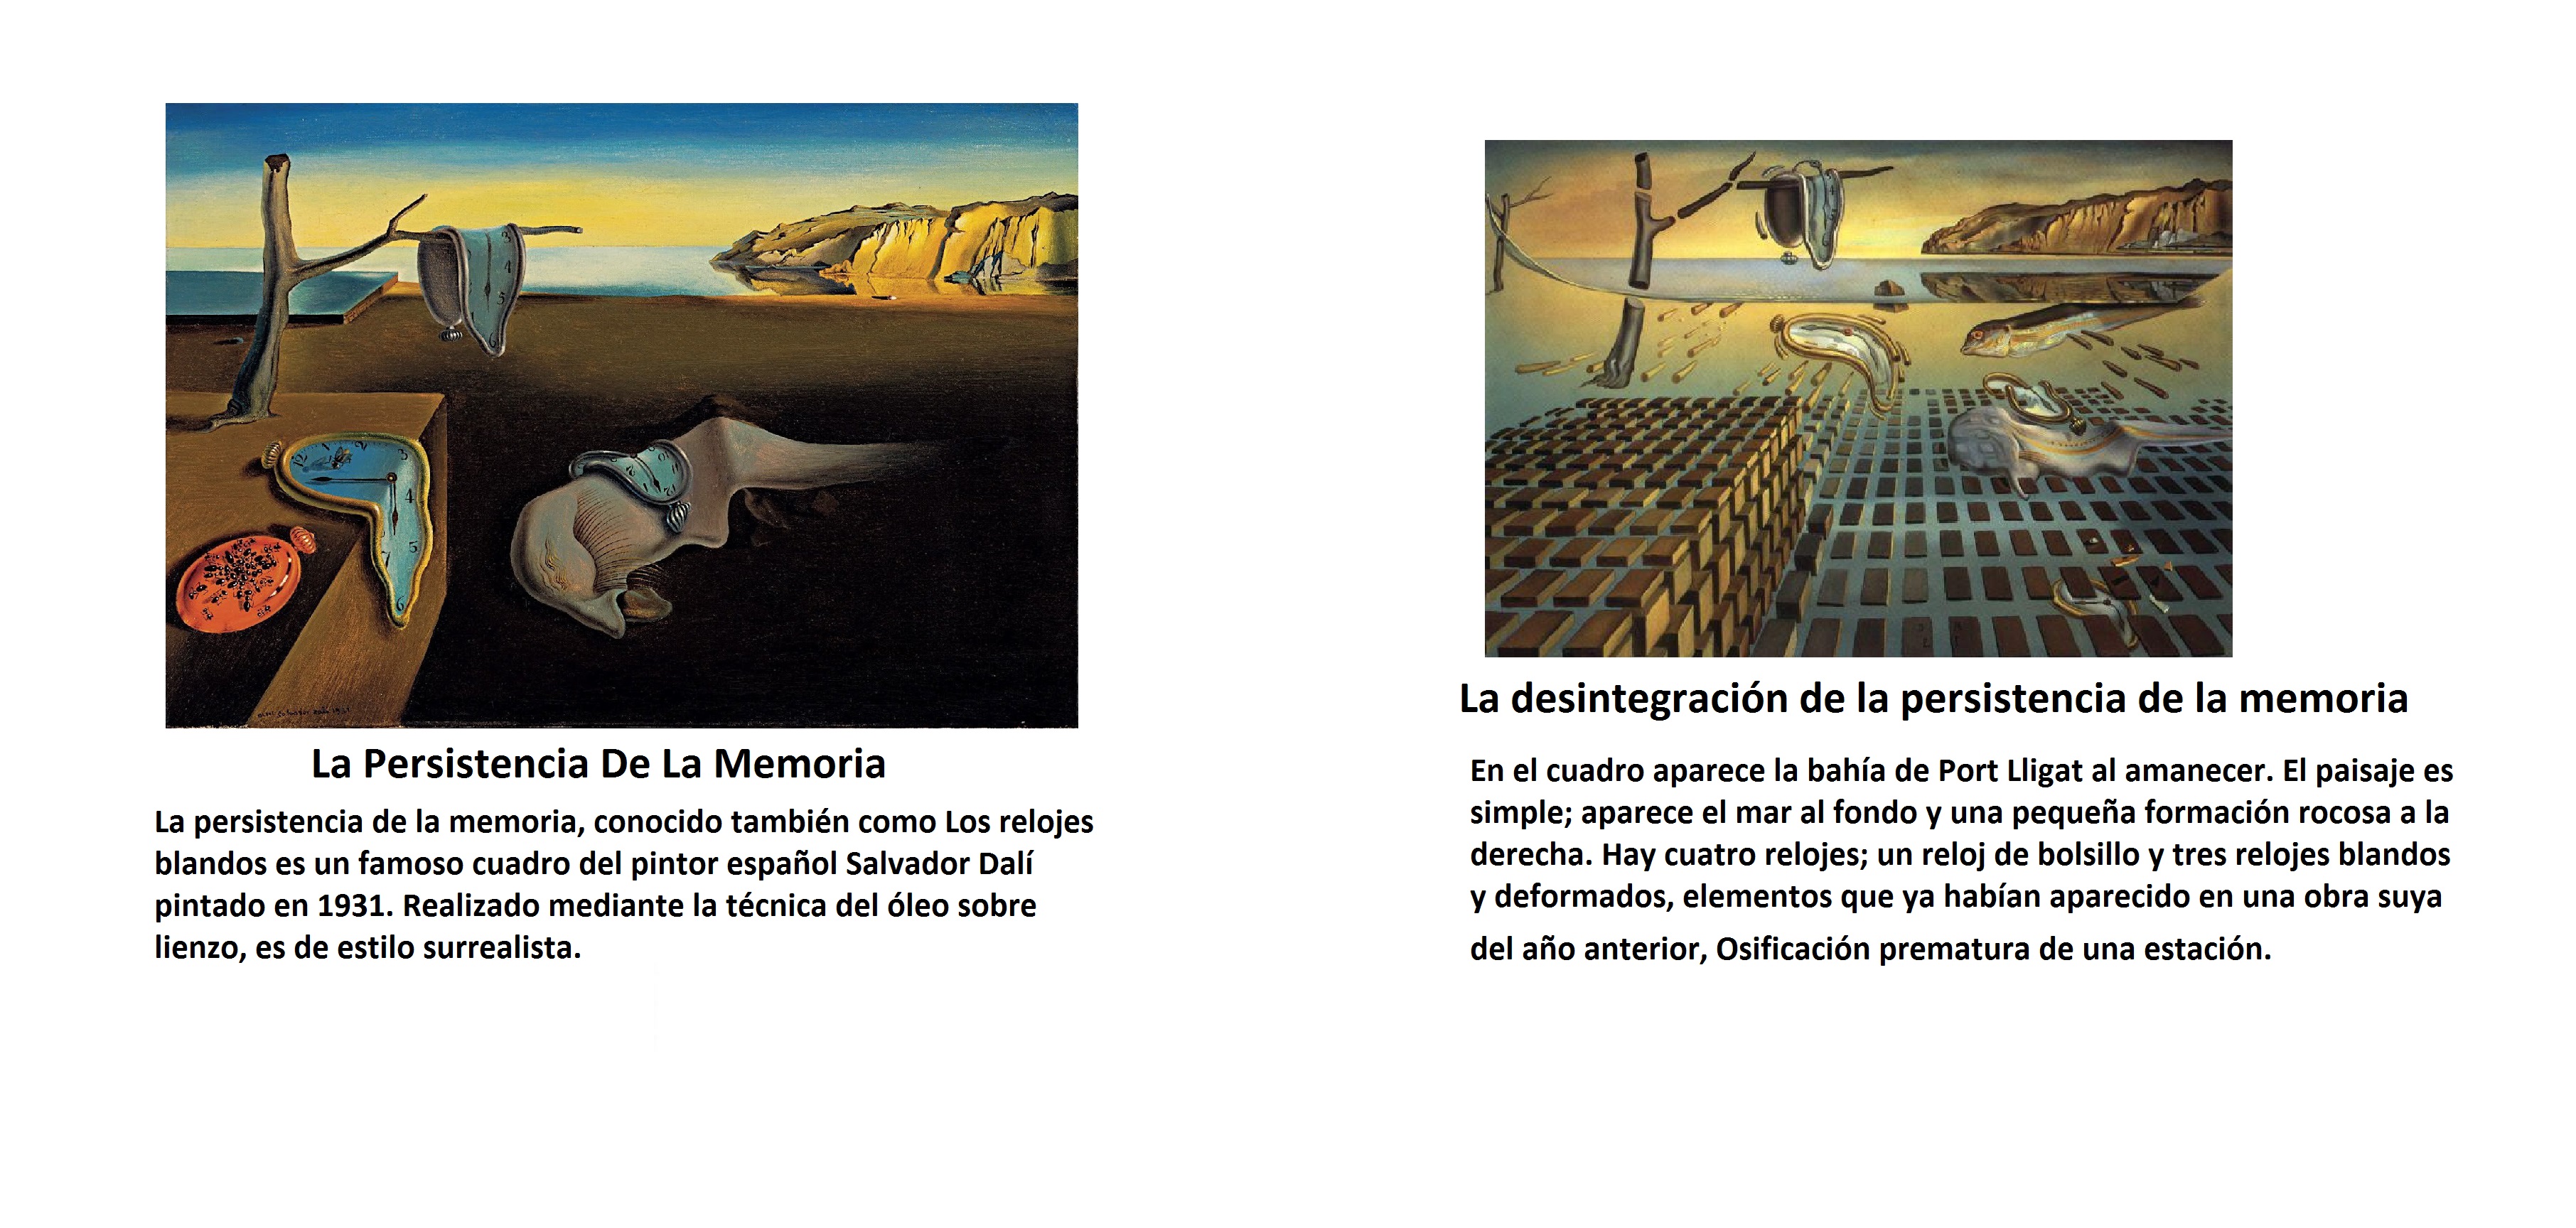 La Persistencia De La Memoria
La persistencia de la memoria, conocido también como Los relojes
blandos es un famoso cuadro del pintor español Salvador Dalí
pintado en 1931. Realizado mediante la técnica del óleo sobre
lienzo, es de estilo surrealista.
La desintegración de la persistencia de la memoria
En el cuadro aparece la bahía de Port Lligat al amanecer. El paisaje es
simple; aparece el mar al fondo y una pequeña formación rocosa a la
derecha. Hay cuatro relojes; un reloj de bolsillo y tres relojes blandos
y deformados, elementos que ya habían aparecido en una obra suya
del año anterior, Osificación prematura de una estación.